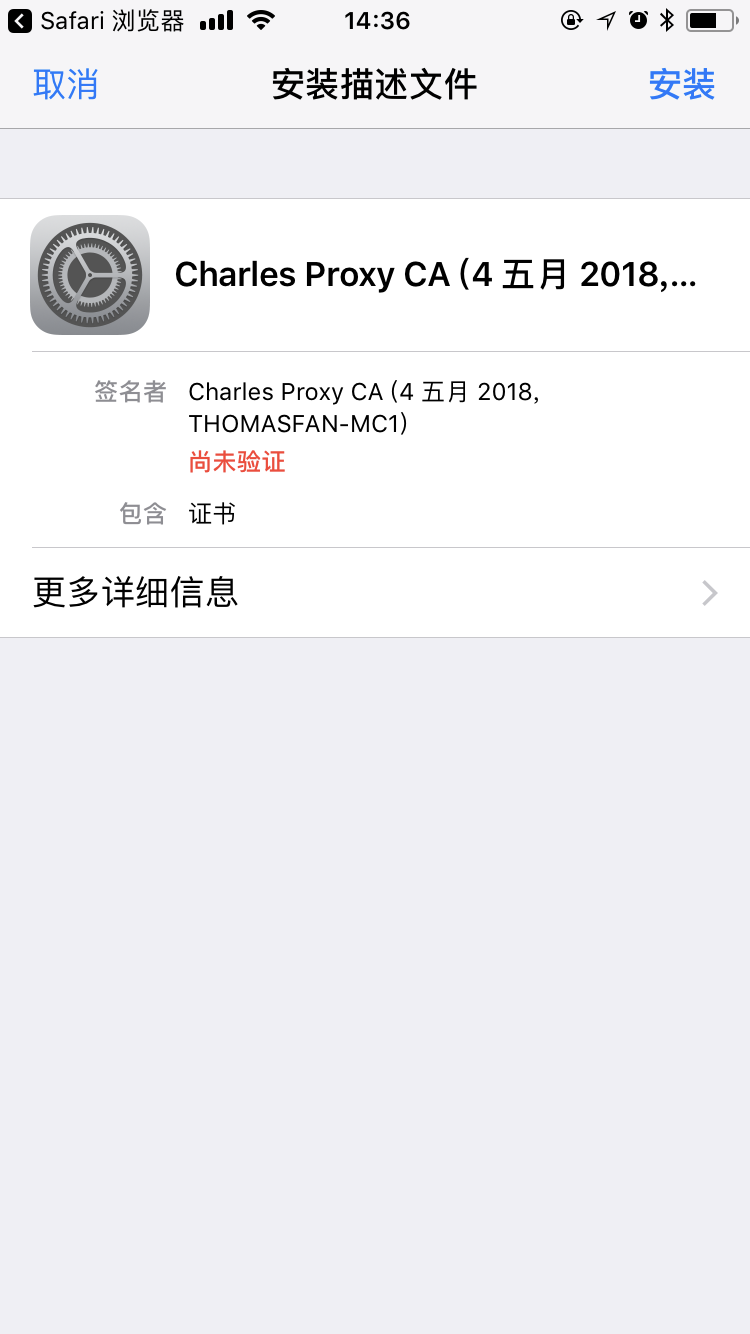 Safari 浏览器 14:36
取消 安装描述文件 安装
Charles Proxy CA (4 五月 2018,...
签名者 Charles Proxy CA (4 五月 2018,
THOMASFAN-MC1)
尚未验证
包含 证书
更多详细信息